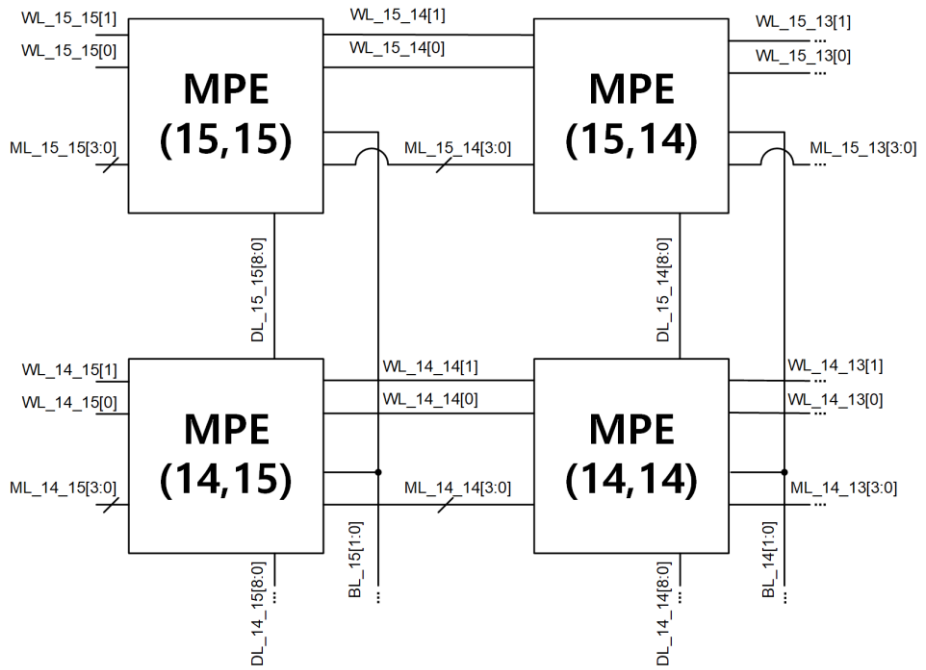 WL_15_15[1]
WL_15_14[1]
WL_15_13[1]
WL_15_15[0]
WL_15_14[0]
WL_15_13[0]
...
...
MPE
(15,15)
MPE
(15,14)
ML_15_15[3:0]
ML_15_14[3:0]
ML_15_13[3:0]
...
DL_15_15[8:0]
DL_15_14[8:0]
WL_14_15[1]
WL_14_14[1]
WL_14_13[1]
...
WL_14_15[0]
WL_14_14[0]
WL_14_13[0]
...
MPE
(14,15)
MPE
(14,14)
ML_14_15[3:0]
ML_14_14[3:0]
ML_14_13[3:0]
...
DL_14_15[8:0]
...
BL_15[1:0]
...
DL_14_14[8:0]
...
BL_14[1:0]
...